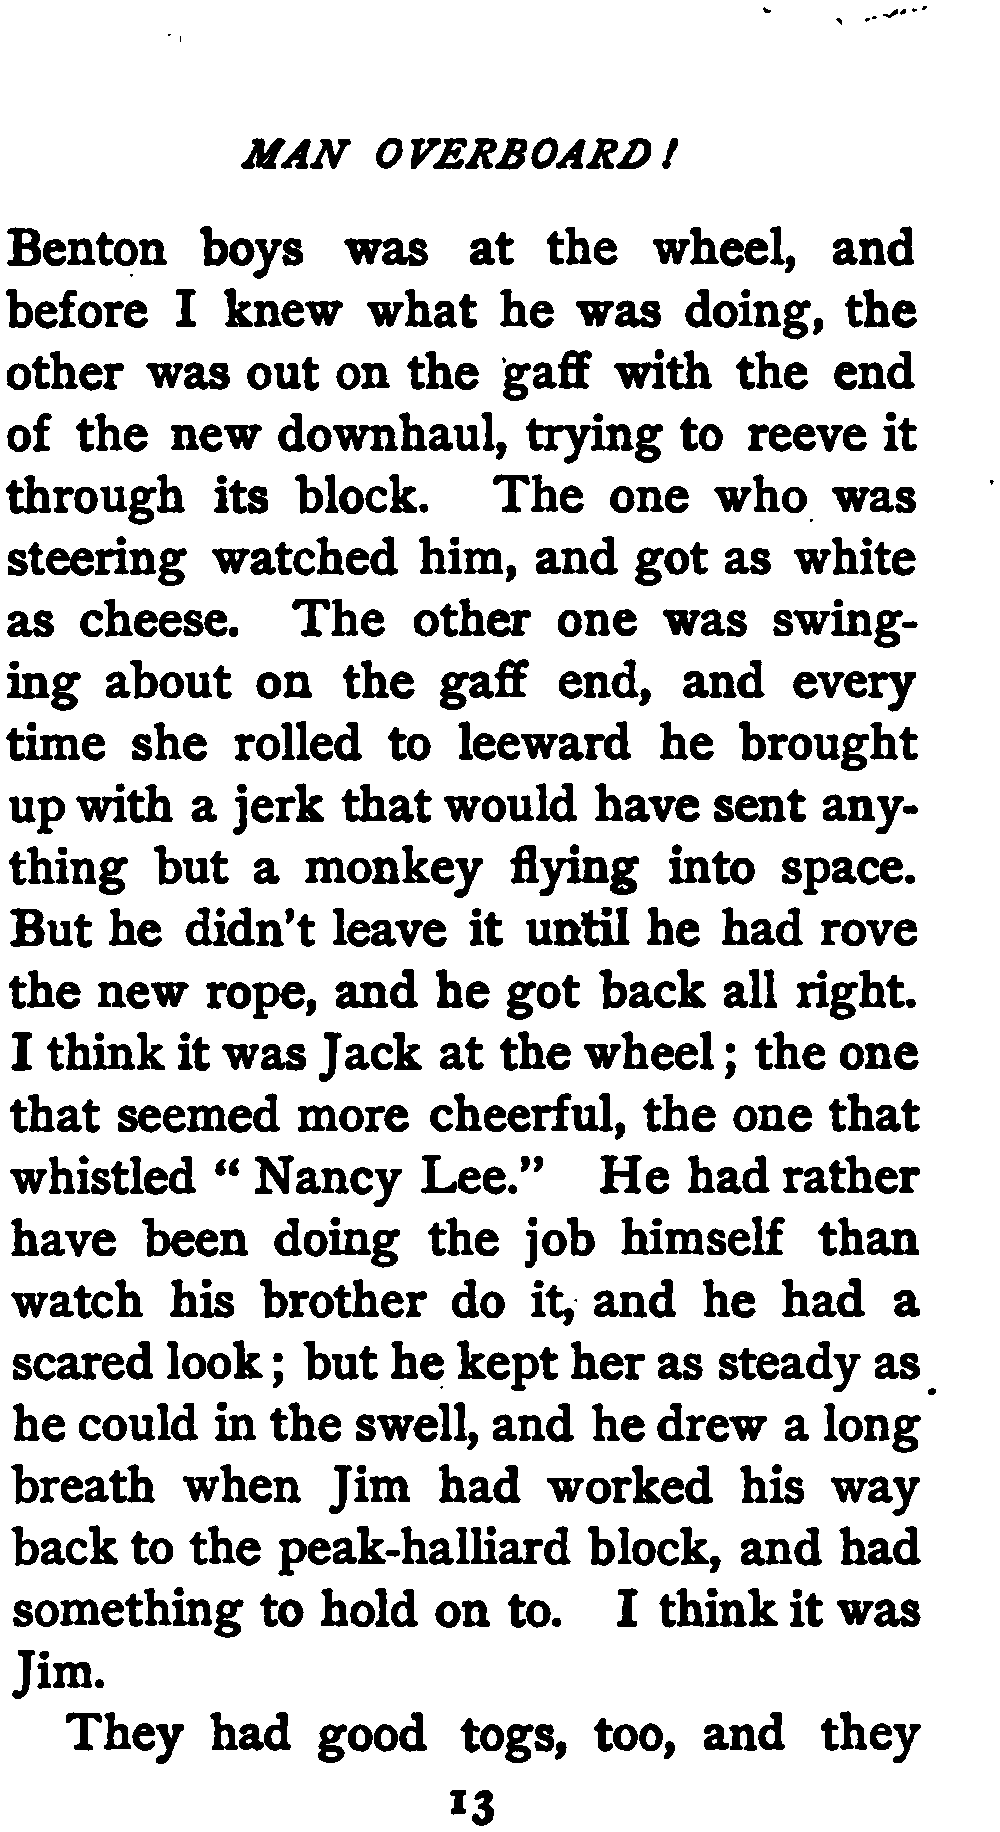 MAN OVERBOARD!
Benton boys was at the wheel, and
before I knew what he was doing, the
other was out on the gaff with the end
of the new downhaul, trying to reeve it
through its block. The one who was
steering watched him, and got as white
as cheese. The other one was swing-
ing about on the gaff end, and every
time she rolled to leeward he brought
up with a jerk that would have sent any-
thing but a monkey flying into space.
But he didn't leave it until he had rove
the new rope, and he got back all right.
I think it was Jack at the wheel; the one
that seemed more cheerful, the one that
whistled "Nancy Lee." He had rather
have been doing the job himself than
watch his brother do it, and he had a
scared look; but he kept her as steady as
he could in the swell, and he drew a long
breath when Jim had worked his way
back to the peak-halliard block, and had
something to hold on to. I think it was
Jim.
They had good togs, too, and they
13